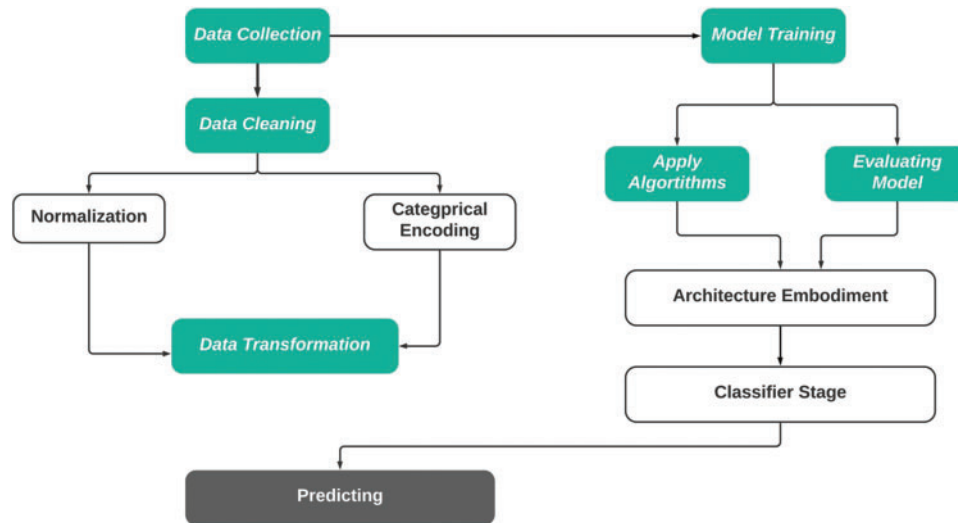 Data Collection
Model Training
Data Cleaning
Apply
Algortithms
Evaluating
Model
Normalization
Categprical
Encoding
Architecture Embodiment
Data Transformation
Classifier Stage
Predicting